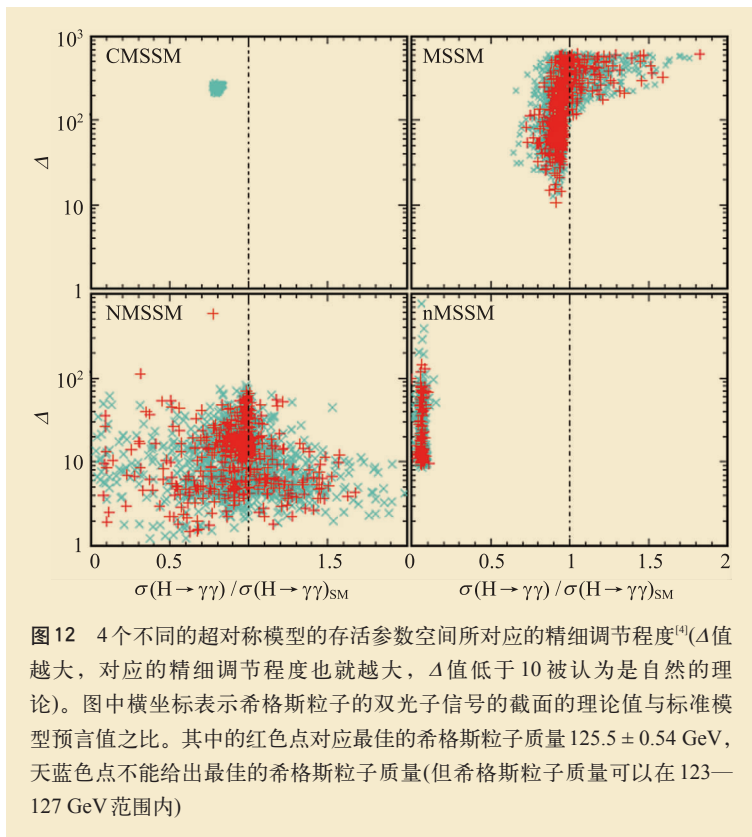 10³
CMSSM
MSSM
10²
Δ
10
1
1
NMSSM
nMSSM
10²
Δ
10
1
0
0.5
1
1.5
0
0.5
1
1.5
2
σ(H→γγ)/σ(H→γγ)SM
σ(H→γγ)/σ(H→γγ)SM
图12 4个不同的超对称模型的存活参数空间所对应的精细调节程度[4](Δ值
越大，对应的精细调节程度也就越大，Δ值低于10被认为是自然的理
论)。图中横坐标表示希格斯粒子的双光子信号的截面的理论值与标准模
型预言值之比。其中的红色点对应最佳的希格斯粒子质量125.5 ± 0.54 GeV，
天蓝色点不能给出最佳的希格斯粒子质量(但希格斯粒子质量可以在123—
127 GeV范围内)